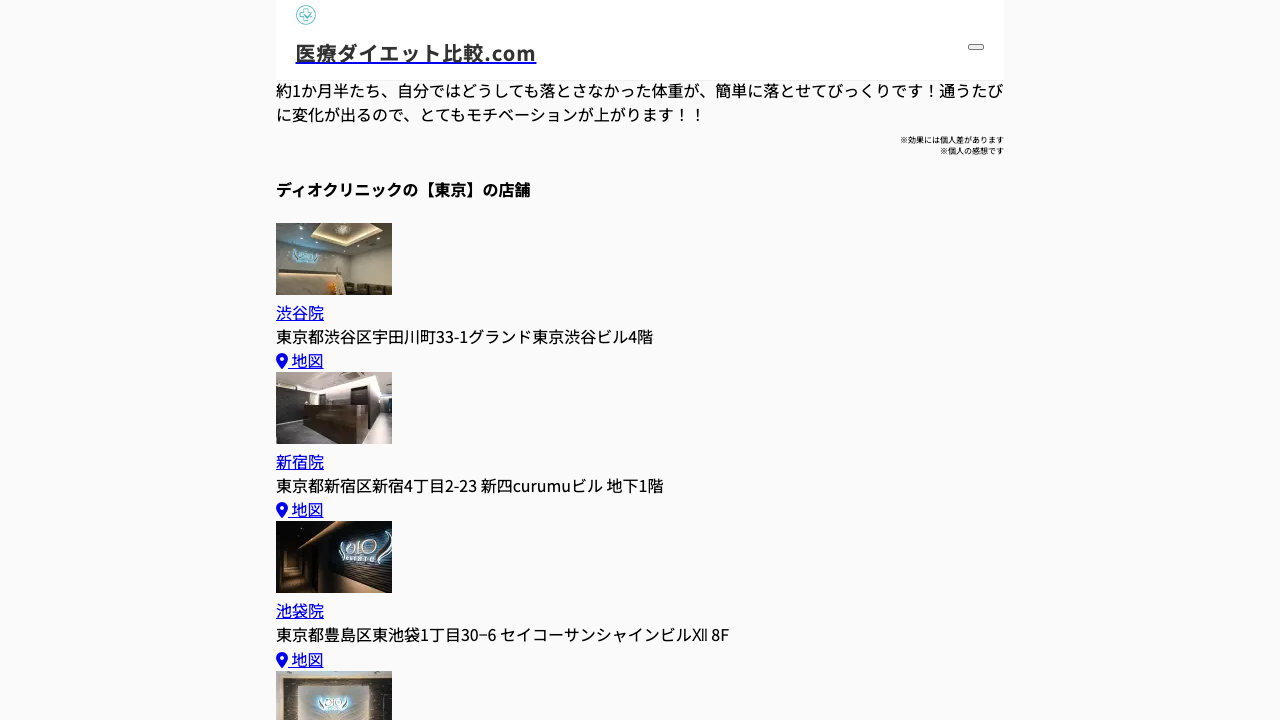 医療ダイエット比較.com
約1か月半たち、自分ではどうしても落とさなかった体重が、簡単に落とせてびっくりです！通うたび
に変化が出るので、とてもモチベーションが上がります！！
※効果には個人差があります
※個人の感想です
ディオクリニックの【東京】の店舗
渋谷院
東京都渋谷区宇田川町33-1グランド東京渋谷ビル4階
地図
新宿院
東京都新宿区新宿4丁目2-23 新四curumuビル 地下1階
地図
DIO
CLINIC
池袋院
東京都豊島区東池袋1丁目30−6 セイコーサンシャインビルⅫ 8F
地図
DIO